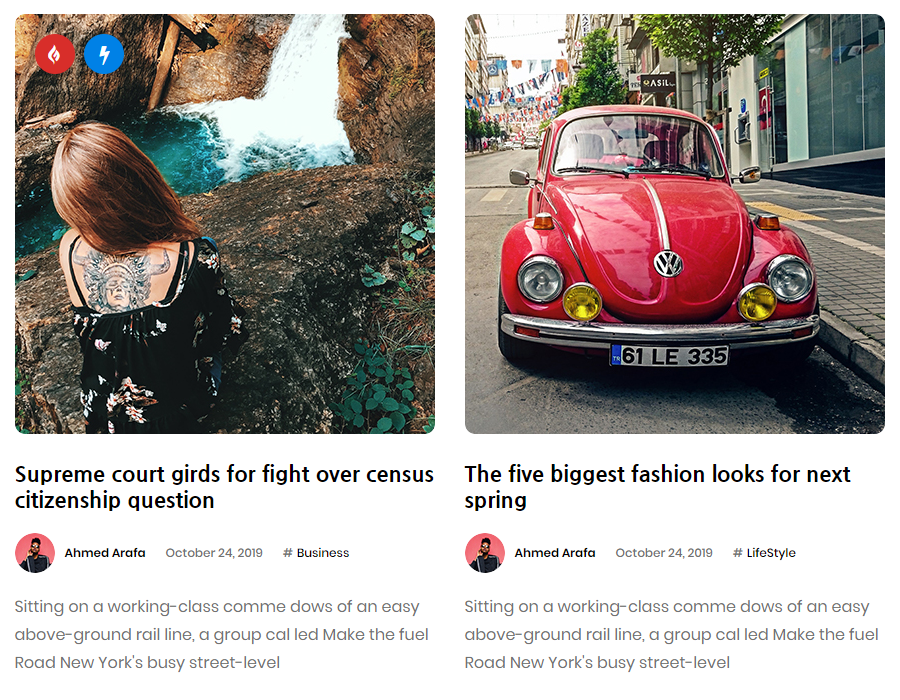 ASiL
61 LE 335
TR
Supreme court girds for fight over census
citizenship question
Ahmed Arafa October 24, 2019 # Business
Sitting on a working-class comme dows of an easy
above-ground rail line, a group cal led Make the fuel
Road New York's busy street-level
The five biggest fashion looks for next
spring
Ahmed Arafa October 24, 2019 # LifeStyle
Sitting on a working-class comme dows of an easy
above-ground rail line, a group cal led Make the fuel
Road New York's busy street-level